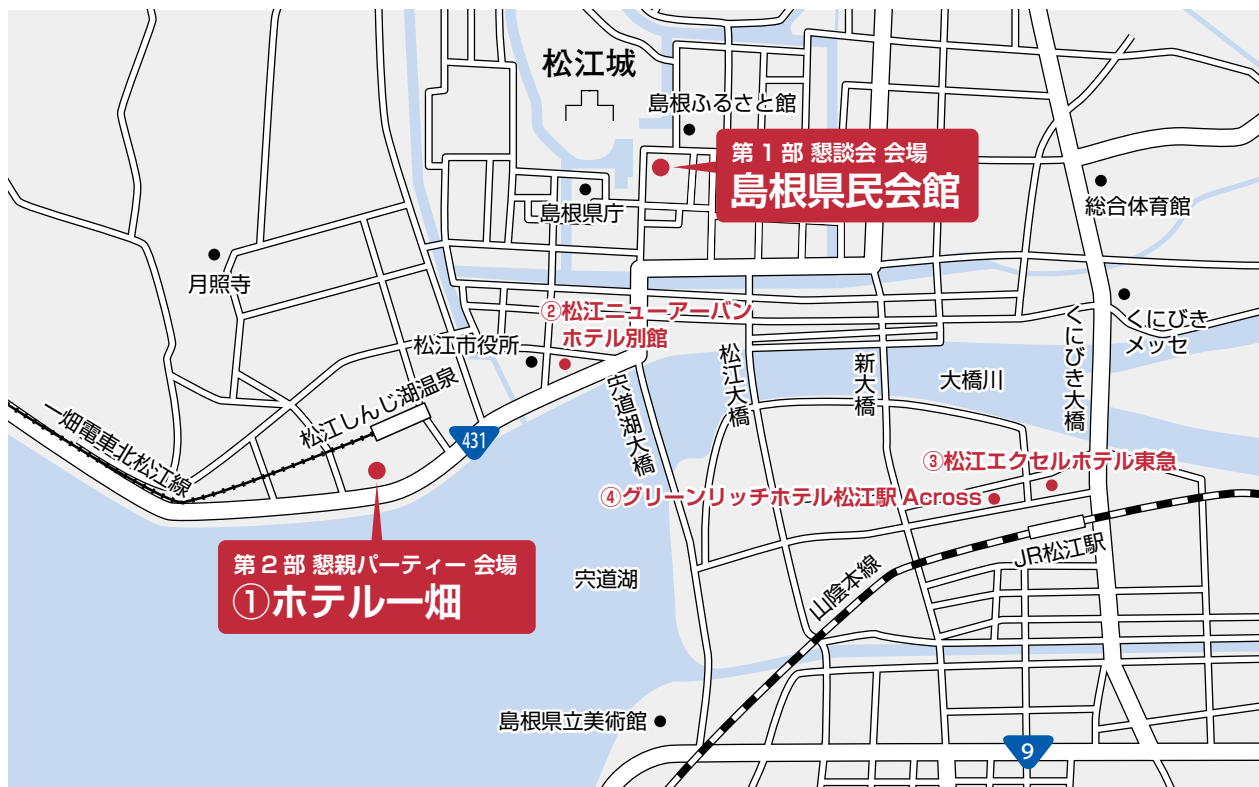 松江城
島根ふるさと館
第1部 懇談会 会場
島根県民会館
総合体育館
島根県庁
月照寺
②松江ニューアーバン
ホテル別館
くにびき
メッセ
松江市役所
松江しんじ湖温泉
一畑電車北松江線
431
宍道湖大橋
松江大橋
新大橋
大橋川
くにびき大橋
③松江エクセルホテル東急
④グリーンリッチホテル松江駅 Across
第2部 懇親パーティー 会場
①ホテル一畑
宍道湖
山陰本線
JR松江駅
島根県立美術館
9